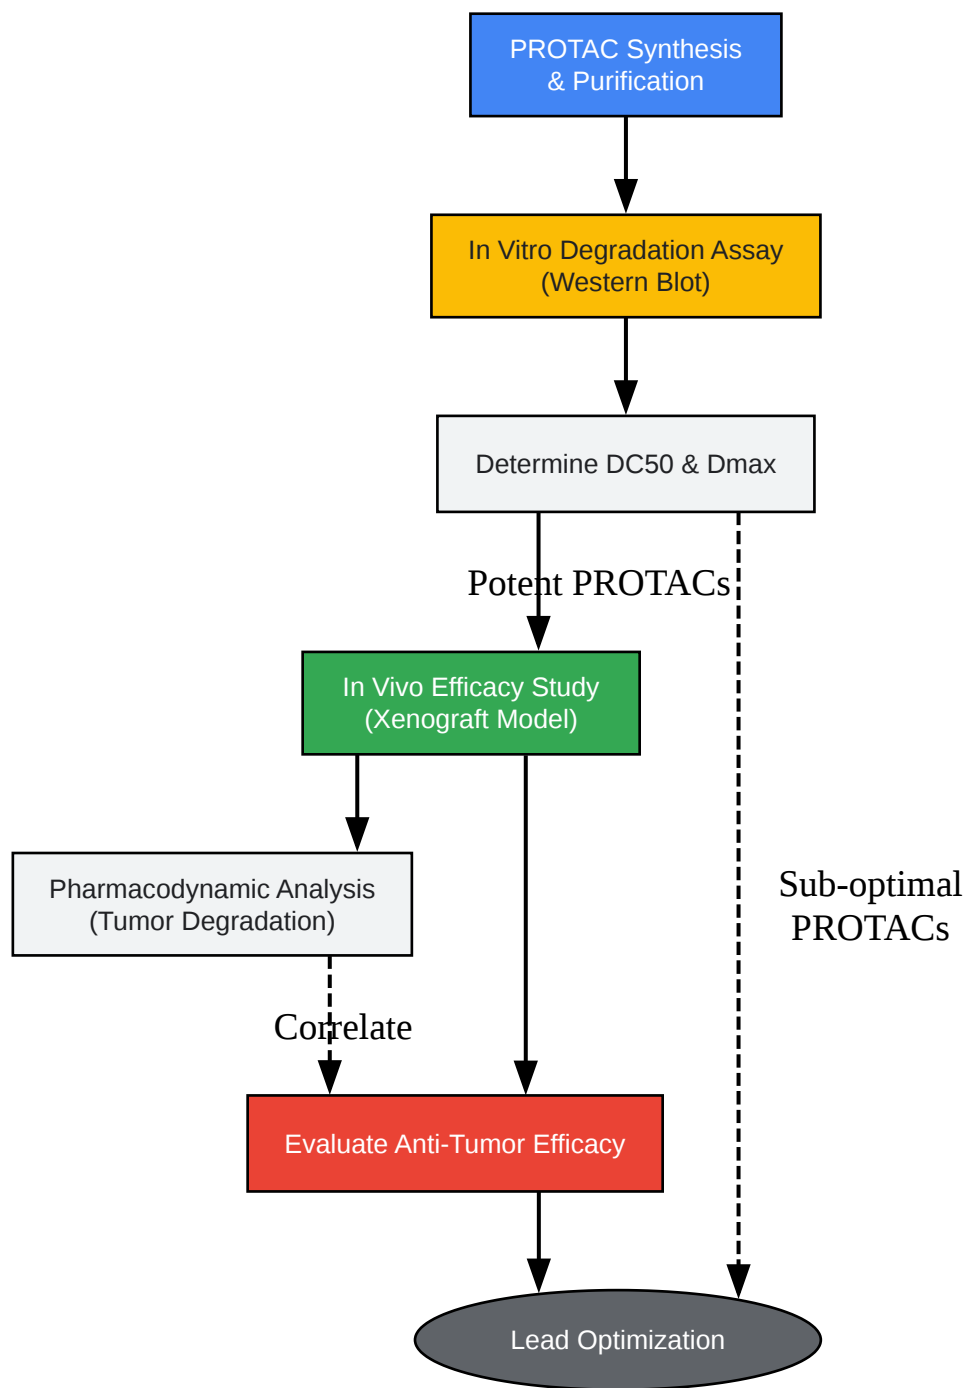 PROTAC Synthesis
& Purification
In Vitro Degradation Assay
(Western Blot)
Determine DC50 & Dmax
Potent PROTACs
In Vivo Efficacy Study
(Xenograft Model)
Pharmacodynamic Analysis
(Tumor Degradation)
Sub-optimal
PROTACs
Correlate
Evaluate Anti-Tumor Efficacy
Lead Optimization